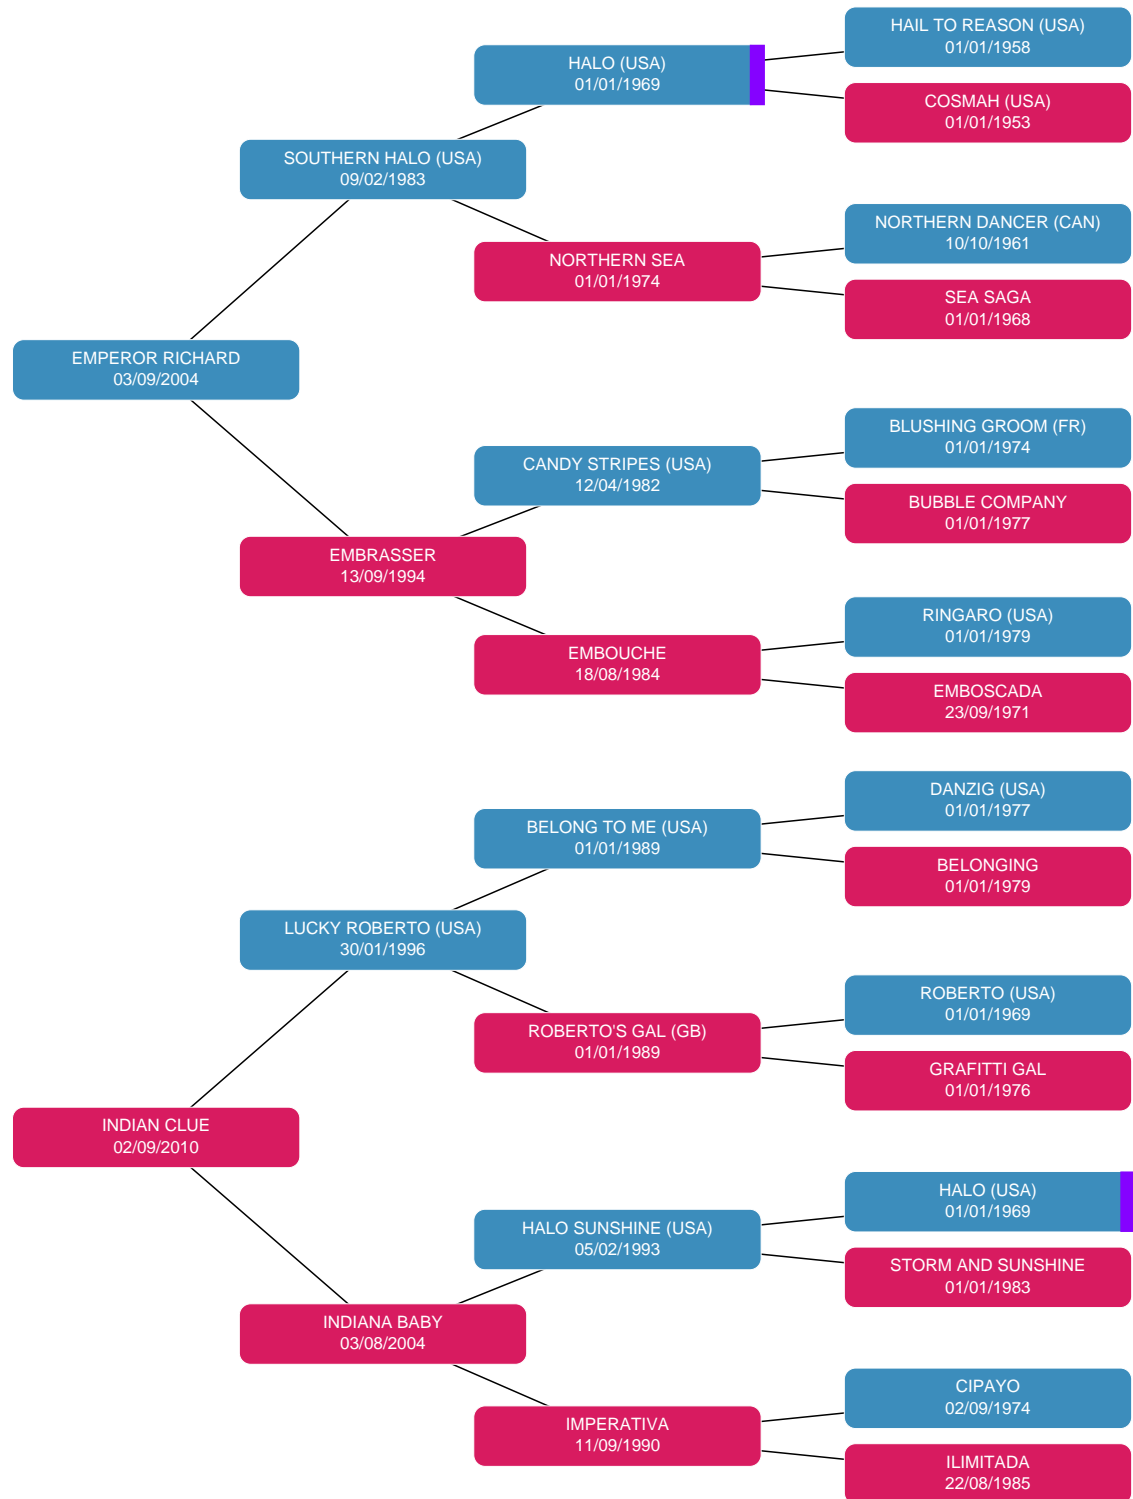 HAIL TO REASON (USA)
01/01/1958
HALO (USA)
01/01/1969
COSMAH (USA)
01/01/1953
SOUTHERN HALO (USA)
09/02/1983
NORTHERN DANCER (CAN)
10/10/1961
NORTHERN SEA
01/01/1974
SEA SAGA
01/01/1968
EMPEROR RICHARD
03/09/2004
BLUSHING GROOM (FR)
01/01/1974
CANDY STRIPES (USA)
12/04/1982
BUBBLE COMPANY
01/01/1977
EMBRASSER
13/09/1994
RINGARO (USA)
01/01/1979
EMBOUCHE
18/08/1984
EMBOSCADA
23/09/1971
DANZIG (USA)
01/01/1977
BELONG TO ME (USA)
01/01/1989
BELONGING
01/01/1979
LUCKY ROBERTO (USA)
30/01/1996
ROBERTO (USA)
01/01/1969
ROBERTO'S GAL (GB)
01/01/1989
GRAFITTI GAL
01/01/1976
INDIAN CLUE
02/09/2010
HALO (USA)
01/01/1969
HALO SUNSHINE (USA)
05/02/1993
STORM AND SUNSHINE
01/01/1983
INDIANA BABY
03/08/2004
CIPAYO
02/09/1974
IMPERATIVA
11/09/1990
ILIMITADA
22/08/1985